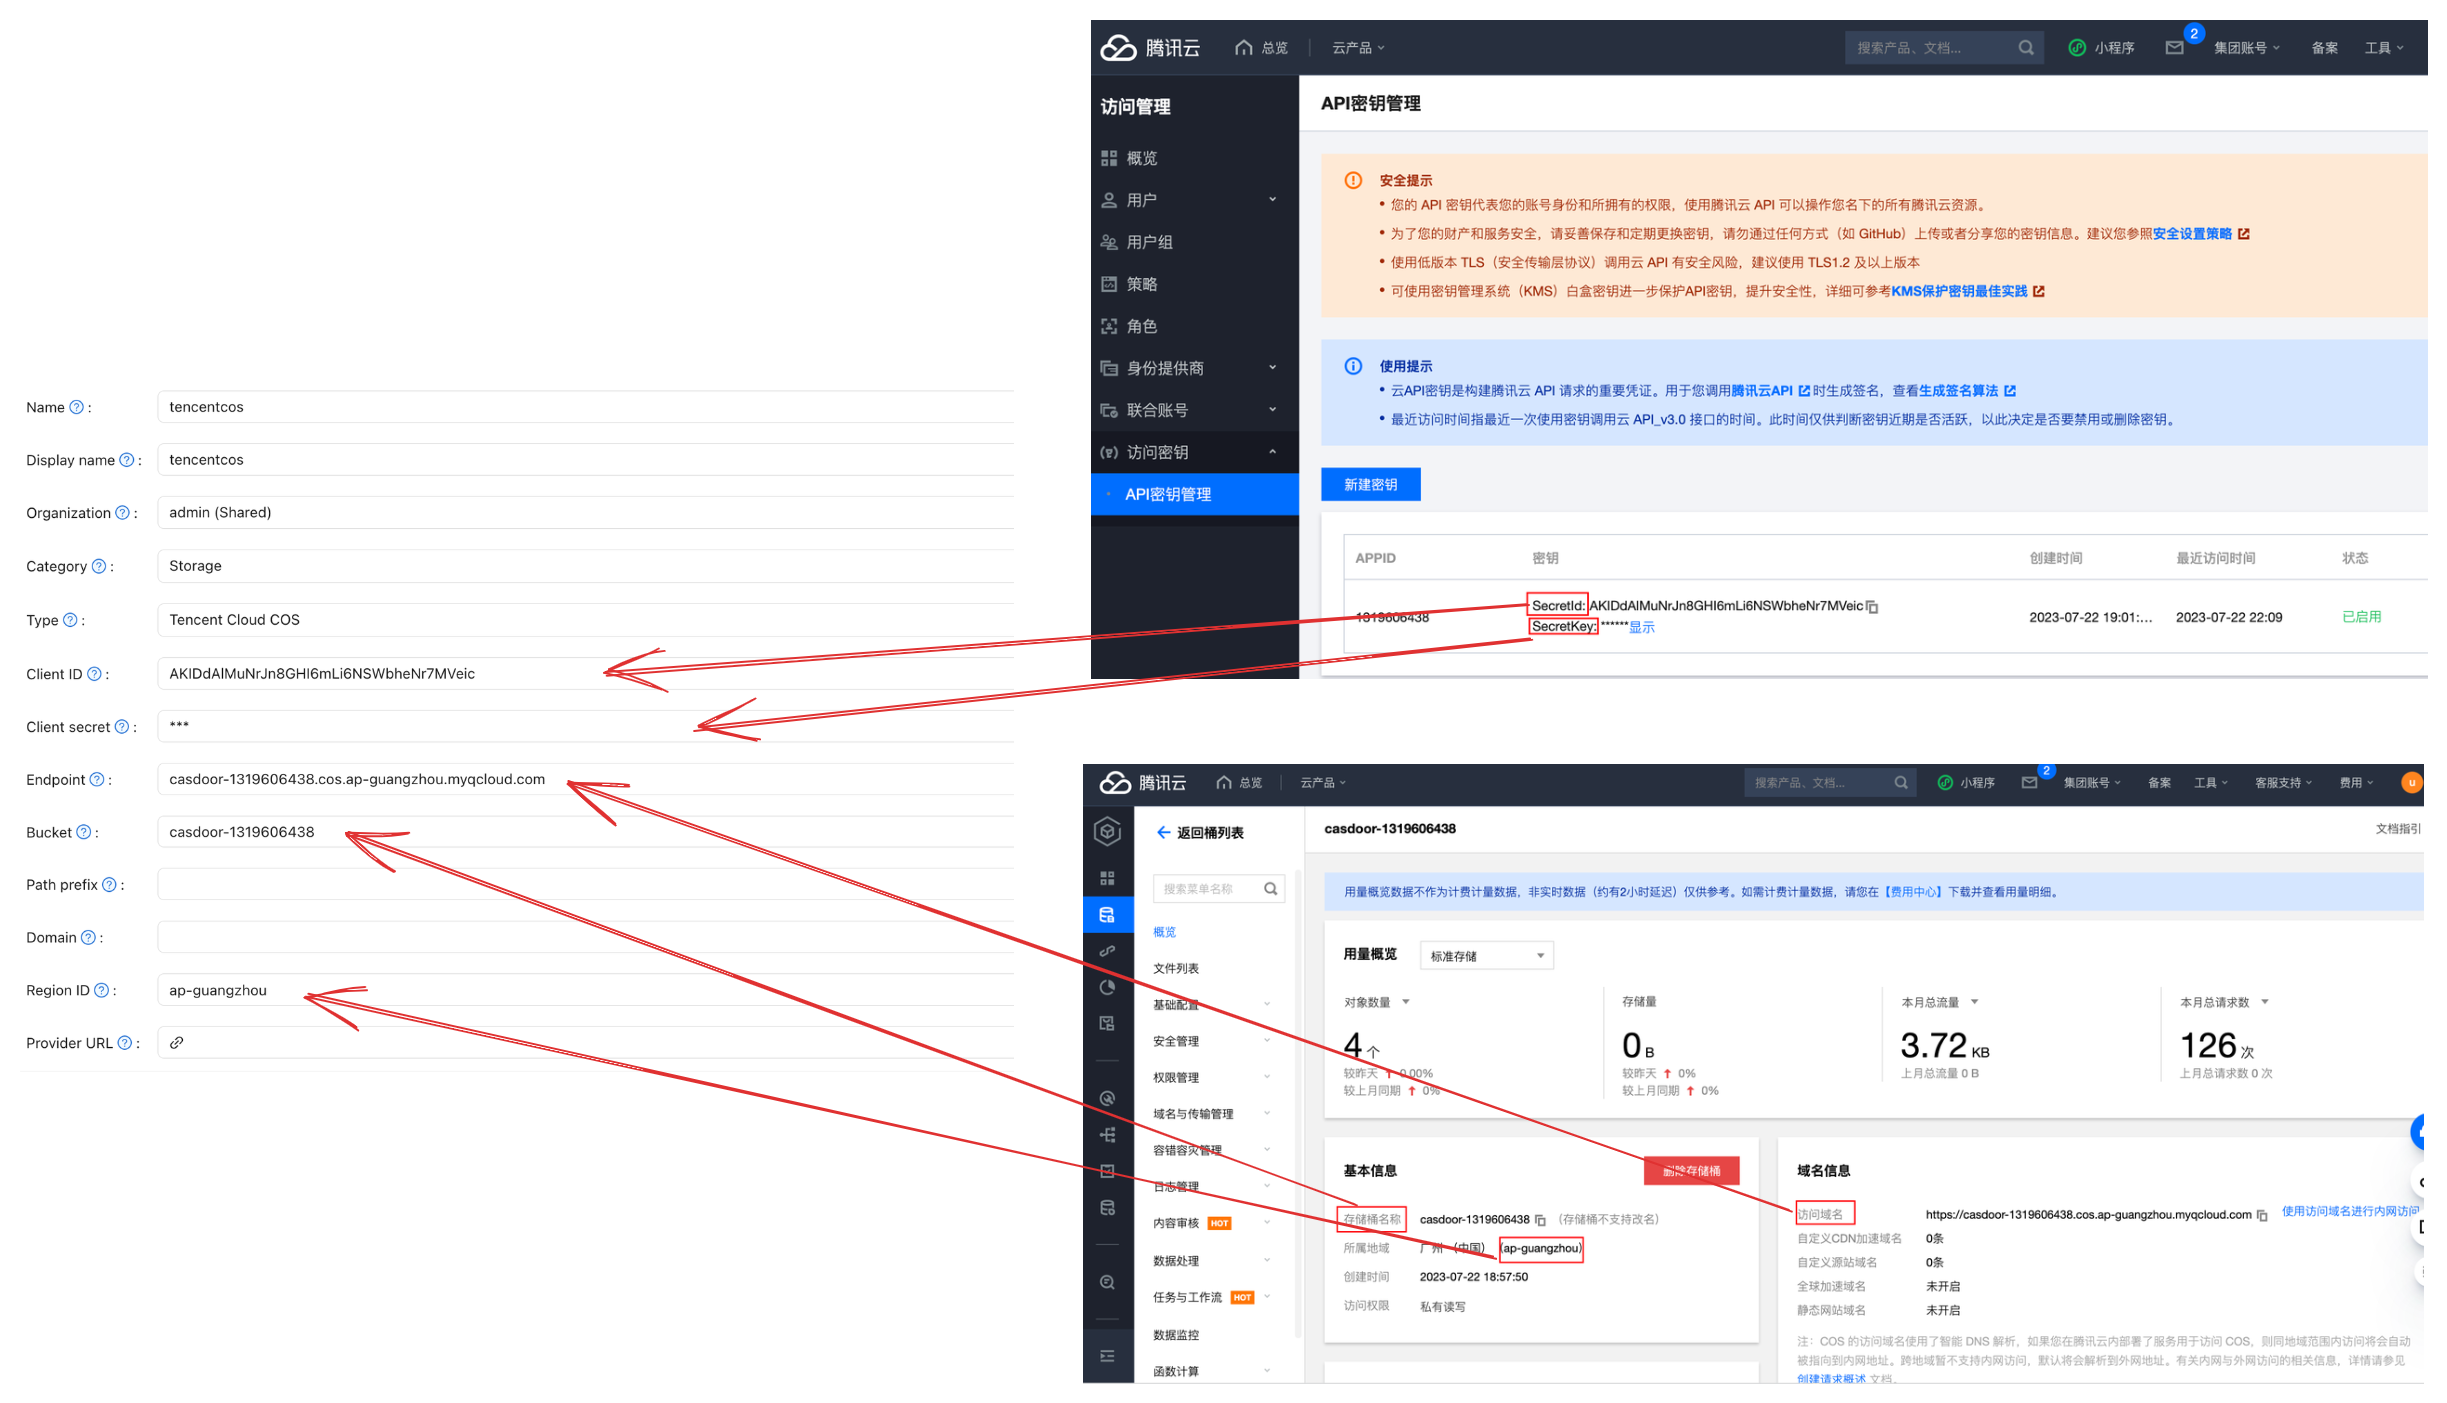 Name ? :
tencentcos
Display name ? :
tencentcos
Organization ? :
admin (Shared)
Category ? :
Storage
Type ? :
Tencent Cloud COS
Client ID ? :
AKIDdAIMuNrJn8GHI6mLi6NSWbheNr7MVeic
Client secret ? :
***
Endpoint ? :
casdoor-1319606438.cos.ap-guangzhou.myqcloud.com
Bucket ? :
casdoor-1319606438
Path prefix ? :
Domain ? :
Region ID ? :
ap-guangzhou
Provider URL ? :
腾讯云 总览 云产品
搜索产品、文档...
小程序 2 集团账号 备案 工具
访问管理
概览
用户
用户组
策略
角色
身份提供商
联合账号
访问密钥
API密钥管理
API密钥管理
安全提示
• 您的 API 密钥代表您的账号身份和所拥有的权限，使用腾讯云 API 可以操作您名下的所有腾讯云资源。
• 为了您的财产和服务安全，请妥善保存和定期更换密钥，请勿通过任何方式（如 GitHub）上传或者分享您的密钥信息。建议您参照安全设置策略
• 使用低版本 TLS（安全传输层协议）调用云 API 有安全风险，建议使用 TLS1.2 及以上版本
• 可使用密钥管理系统（KMS）白盒密钥进一步保护API密钥，提升安全性，详细可参考KMS保护密钥最佳实践
使用提示
• 云API密钥是构建腾讯云 API 请求的重要凭证。用于您调用腾讯云API 时生成签名，查看生成签名算法
• 最近访问时间指最近一次使用密钥调用云 API_v3.0 接口的时间。此时间仅供判断密钥近期是否活跃，以此决定是否要禁用或删除密钥。
新建密钥
APPID 密钥 创建时间 最近访问时间 状态
1319606438
SecretId: AKIDdAIMuNrJn8GHI6mLi6NSWbheNr7MVeic
SecretKey: ******显示
2023-07-22 19:01:... 2023-07-22 22:09 已启用
腾讯云 总览 云产品
搜索产品、文档...
小程序 2 集团账号 备案 工具 客服支持 费用 U
返回桶列表
搜索菜单名称
概览
文件列表
基础配置
安全管理
权限管理
域名与传输管理
容错容灾管理
日志管理
内容审核 HOT
数据处理
任务与工作流 HOT
数据监控
函数计算
casdoor-1319606438
文档指引
用量概览数据不作为计费计量数据，非实时数据（约有2小时延迟）仅供参考。如需计费计量数据，请您在【费用中心】下载并查看用量明细。
用量概览 标准存储
对象数量
4 个
较昨天 ↑ 0.00%
较上月同期 ↑ 0%
存储量
0 B
较昨天 ↑ 0%
较上月同期 ↑ 0%
本月总流量
3.72 KB
上月总流量 0 B
本月总请求数
126 次
上月总请求数 0 次
基本信息 删除存储桶
存储桶名称 casdoor-1319606438 （存储桶不支持改名）
所属地域 广州 （中国） (ap-guangzhou)
创建时间 2023-07-22 18:57:50
访问权限 私有读写
域名信息
访问域名 https://casdoor-1319606438.cos.ap-guangzhou.myqcloud.com 使用访问域名进行内网访问
自定义CDN加速域名 0条
自定义源站域名 0条
全球加速域名 未开启
静态网站域名 未开启
注：COS 的访问域名使用了智能 DNS 解析，如果您在腾讯云内部署了服务用于访问 COS，则同地域范围内访问将会自动
被指向到内网地址。跨地域暂不支持内网访问，默认将会解析到外网地址。有关内网与外网访问的相关信息，详情请参见
创建请求概述 文档。